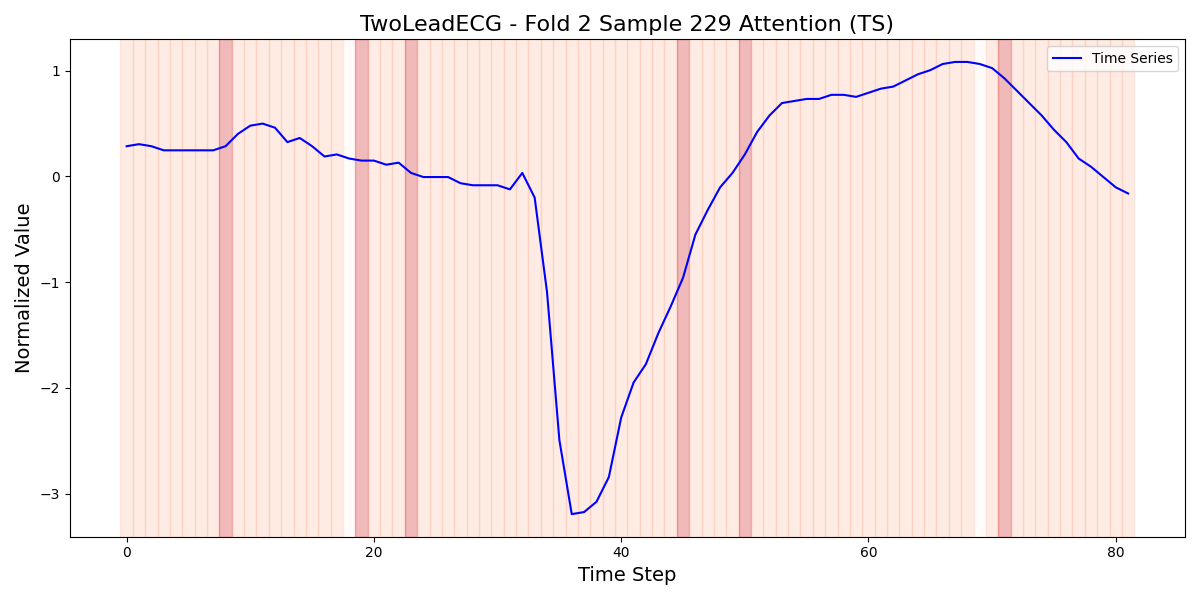 TwoLeadECG - Fold 2 Sample 229 Attention (TS)
Time Series
Normalized Value
1
0
−1
−2
−3
0 20 40 60 80
Time Step